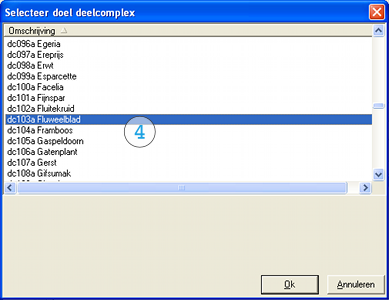 Selecteer doel deelcomplex
Omschrijving
dc096a Egeria
dc097a Ereprijs
dc098a Erwt
dc099a Esparcette
dc100a Facelia
dc101a Fijnspar
dc102a Fluitekruid
dc103a Fluweelblad
dc104a Framboos
dc105a Gaspeldoorn
dc106a Gatenplant
dc107a Gerst
dc108a Gifsumak
4
Ok
Annuleren